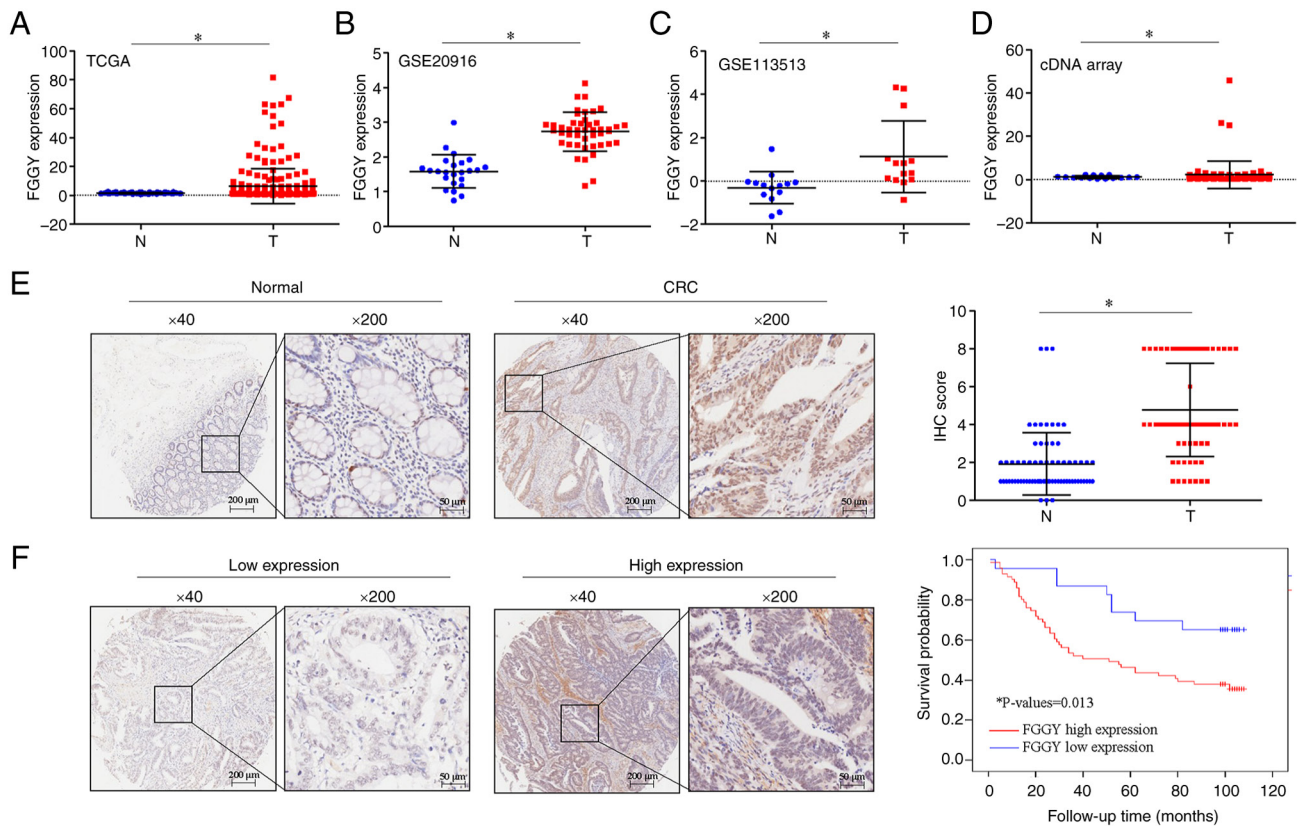 A
*
TCGA
FGGY expression
100
80
60
40
20
0
−20
N
T
B
*
GSE20916
FGGY expression
5
4
3
2
1
0
N
T
C
*
GSE113513
FGGY expression
6
4
2
0
−2
N
T
D
*
cDNA array
FGGY expression
60
40
20
0
−20
N
T
E
Normal
×40
×200
200 µm
50 µm
CRC
×40
×200
200 µm
50 µm
*
IHC score
10
8
6
4
2
0
N
T
F
Low expression
×40
×200
200 µm
50 µm
High expression
×40
×200
200 µm
50 µm
Survival probability
1.0
0.8
0.6
0.4
0.2
0.0
*P-values=0.013
FGGY high expression
FGGY low expression
0 20 40 60 80 100 120
Follow-up time (months)